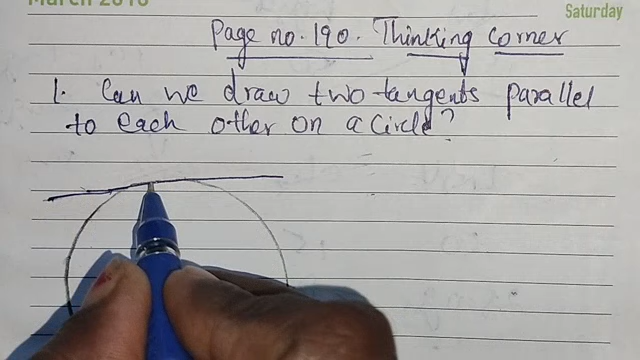 March 2018
Saturday
Page no. 190. Thinking corner
1. Can we draw two tangents parallel
to each other on a circle?